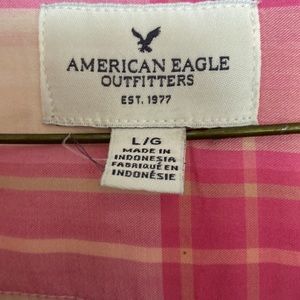 AMERICAN EAGLE
OUTFITTERS
EST. 1977
L/G
MADE IN
INDONESIA
FABRIQUÉ EN
INDONÉSIE